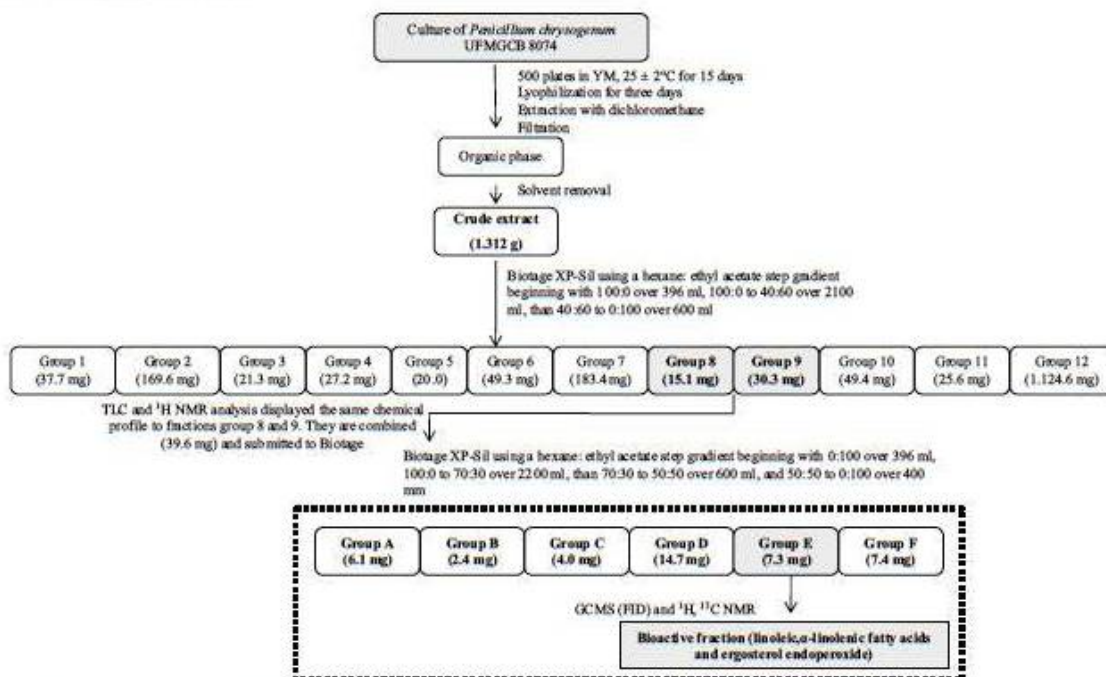 Culture of Penicillium chrysogenum
UFMGCB 8074
500 plates in YM, 25 ± 2°C for 15 days
Lyophilization for three days
Extraction with dichloromethane
Filtration
Organic phase
Solvent removal
Crude extract
(1.312 g)
Biotage XP-Sil using a hexane: ethyl acetate step gradient
beginning with 100:0 over 396 ml, 100:0 to 40:60 over 2100
ml, than 40:60 to 0:100 over 600 ml
Group 1 Group 2 Group 3 Group 4 Group 5 Group 6 Group 7 Group 8 Group 9 Group 10 Group 11 Group 12
(37.7 mg) (169.6 mg) (21.3 mg) (27.2 mg) (20.0) (49.3 mg) (183.4 mg) (15.1 mg) (30.3 mg) (49.4 mg) (25.6 mg) (1.124.6 mg)
TLC and ¹H NMR analysis displayed the same chemical
profile to fractions group 8 and 9. They are combined
(39.6 mg) and submitted to Biotage
Biotage XP-Sil using a hexane: ethyl acetate step gradient beginning with 0:100 over 396 ml,
100:0 to 70:30 over 2200 ml, than 70:30 to 50:50 over 600 ml, and 50:50 to 0:100 over 400
mm
Group A Group B Group C Group D Group E Group F
(6.1 mg) (2.4 mg) (4.0 mg) (14.7 mg) (7.3 mg) (7.4 mg)
GCMS (FID) and ¹H, ¹³C NMR
Bioactive fraction (linoleic,α-linolenic fatty acids
and ergosterol endoperoxide)